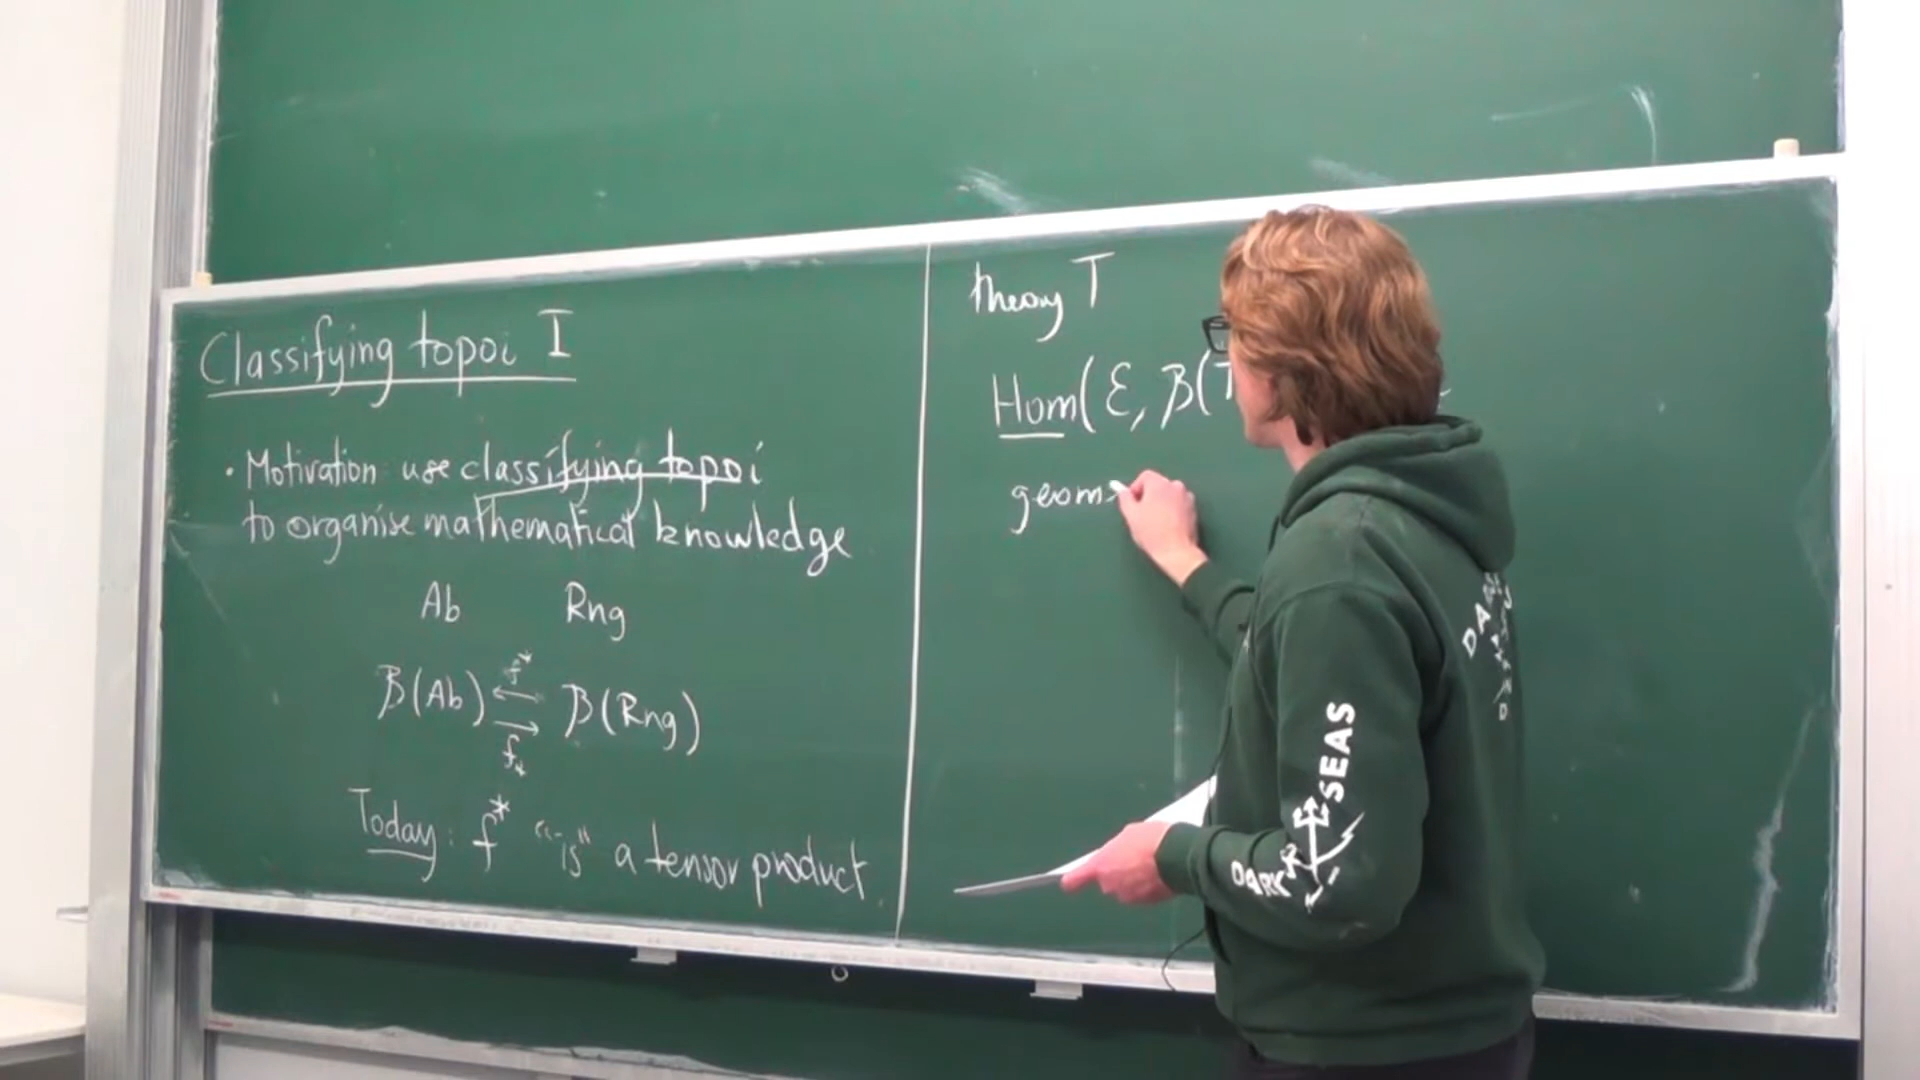 Classifying topoi I
· Motivation use classifying topoi
to organise mathematical knowledge
Ab Rng
B(Ab) B(Rng)
f*
f*
Today: f* "is" a tensor product.
theory T
Hom(ℰ, B(T
geom
SEAS
DARK